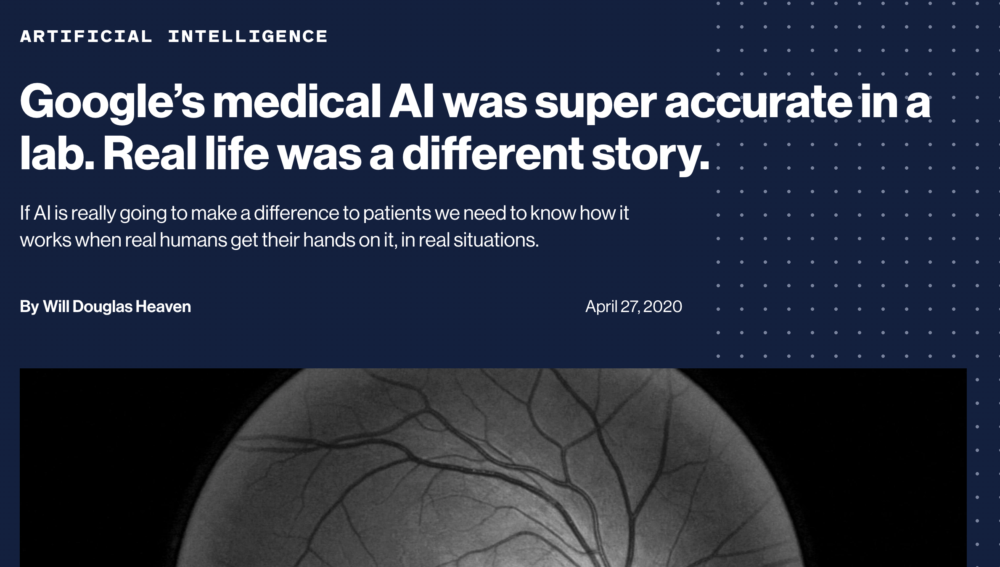 ARTIFICIAL INTELLIGENCE
Google’s medical AI was super accurate in a
lab. Real life was a different story.
If AI is really going to make a difference to patients we need to know how it
works when real humans get their hands on it, in real situations.
By Will Douglas Heaven
April 27, 2020